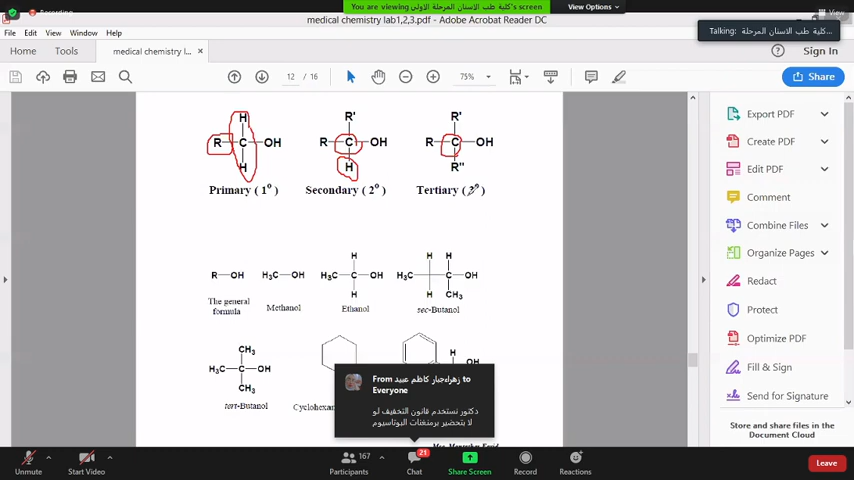 Recording
You are viewing كلية طب الاسنان المرحلة الاولى's screen
View Options
View
medical chemistry lab1,2,3.pdf - Adobe Acrobat Reader DC
Talking: كلية طب الاسنان المرحلة...
File Edit View Window Help
Home Tools medical chemistry l... × Sign In
12 / 16 75% Share
H R' R'
R C OH R C OH R C OH
H H R"
Primary ( 1° ) Secondary ( 2° ) Tertiary ( 3° )
H H H
R—OH H₃C—OH H₃C C OH H₃C OH
H H CH₃
The general formula
Methanol Ethanol sec-Butanol
CH₃
H₃C C OH H OH
CH₃
tert-Butanol
Export PDF
Create PDF
Edit PDF
Comment
Combine Files
Organize Pages
Redact
Protect
Optimize PDF
Fill & Sign
Send for Signature
Store and share files in the
Document Cloud
From زهراءجبار كاظم عبيد to
Everyone
دكتور نستخدم قانون التخفيف لو
لا بتحضير برمنغنات البوتاسيوم
Unmute Start Video 167 Participants 21 Chat Share Screen Record Reactions Leave